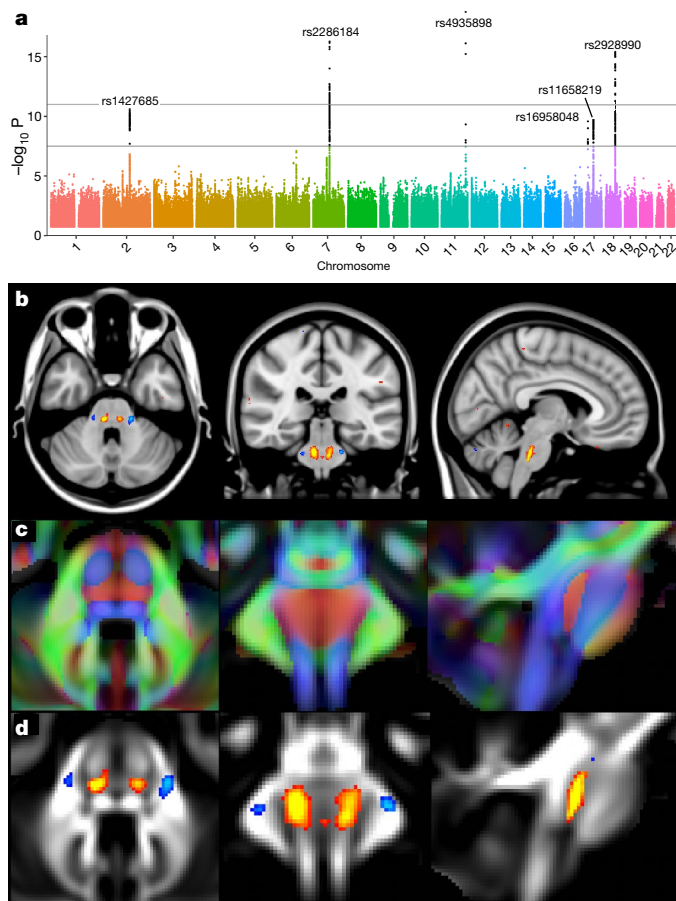 a
rs4935898
rs2286184
rs2928990
rs1427685
rs11658219
rs16958048
15
10
5
0
−log10 P
1 2 3 4 5 6 7 8 9 10 11 12 13 14 15 16 17 18 19 20 21 22
Chromosome
b
c
d